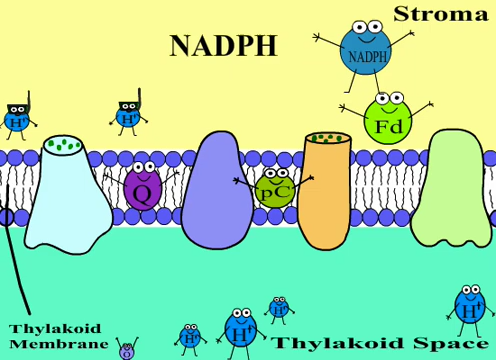 Stroma
NADPH
NADPH
H⁺
H⁺
Fd
Q
pC
H⁺
H⁺
H⁺
H⁺
Thylakoid
Membrane
Thylakoid Space